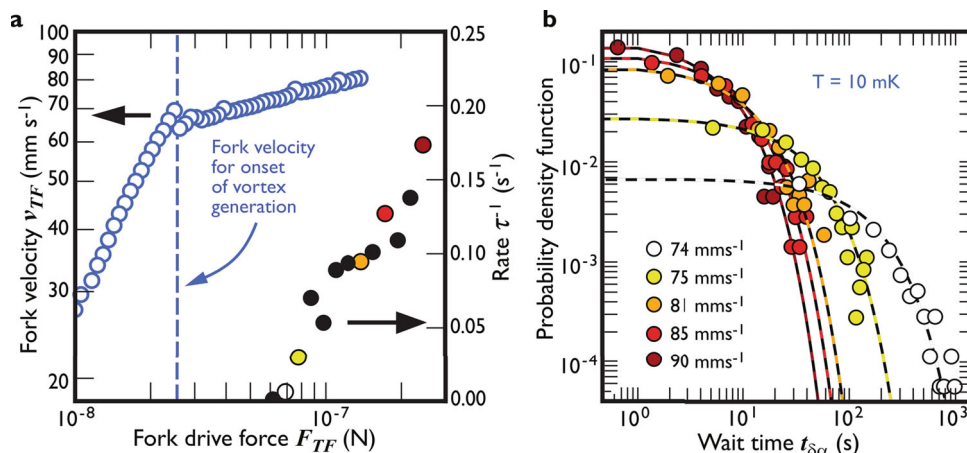 a
Fork velocity v_TF (mm s⁻¹)
100
90
80
70
60
50
40
30
20
Fork velocity
for onset
of vortex
generation
0.25
0.20
0.15
0.10
0.05
0.00
Rate τ⁻¹ (s⁻¹)
10⁻⁸
10⁻⁷
Fork drive force F_TF (N)
b
Probability density function
10⁻¹
10⁻²
10⁻³
10⁻⁴
T = 10 mK
74 mms⁻¹
75 mms⁻¹
81 mms⁻¹
85 mms⁻¹
90 mms⁻¹
10⁰
10¹
10²
10³
Wait time t_δα (s)